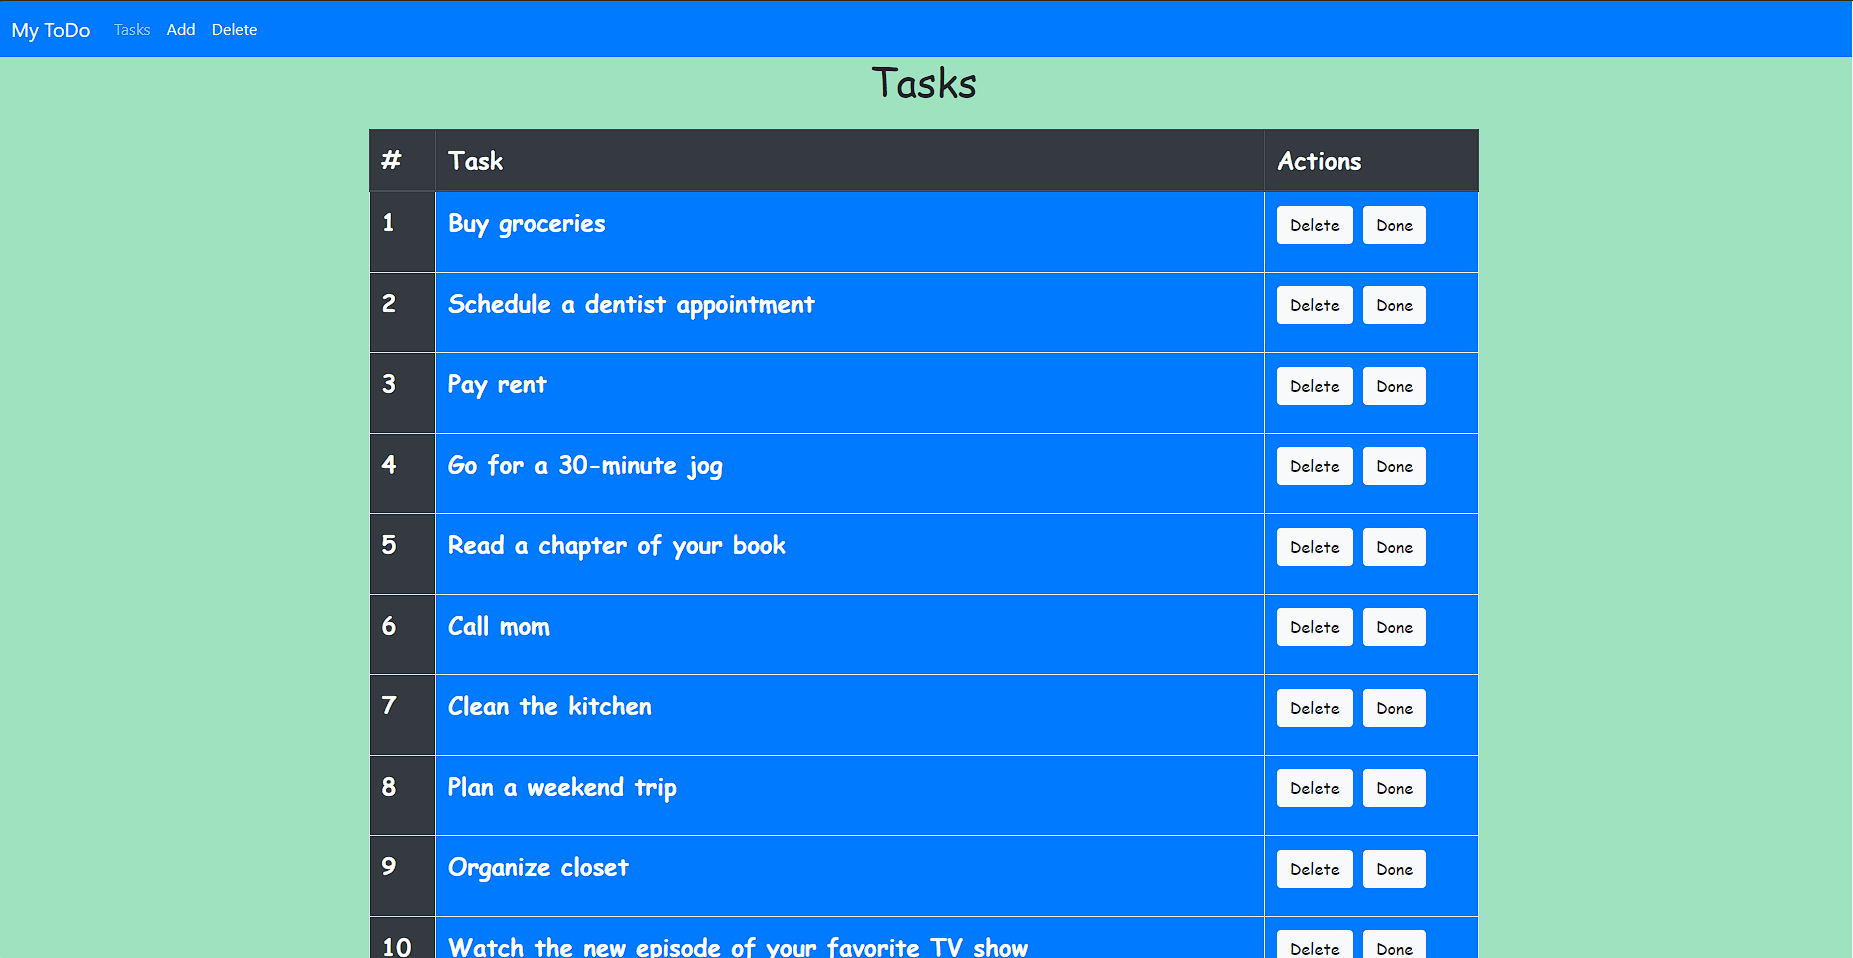 My ToDo Tasks Add Delete
Tasks
# Task Actions
1 Buy groceries Delete Done
2 Schedule a dentist appointment Delete Done
3 Pay rent Delete Done
4 Go for a 30-minute jog Delete Done
5 Read a chapter of your book Delete Done
6 Call mom Delete Done
7 Clean the kitchen Delete Done
8 Plan a weekend trip Delete Done
9 Organize closet Delete Done
10 Watch the new episode of your favorite TV show Delete Done